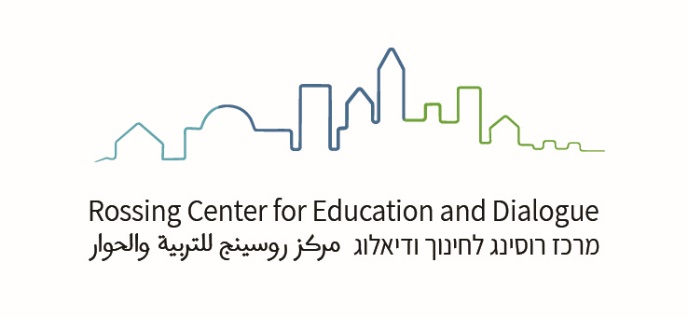 Rossing Center for Education and Dialogue
מרכז רוסינג לחינוך ודיאלוג مركز روسينج للتربية والحوار